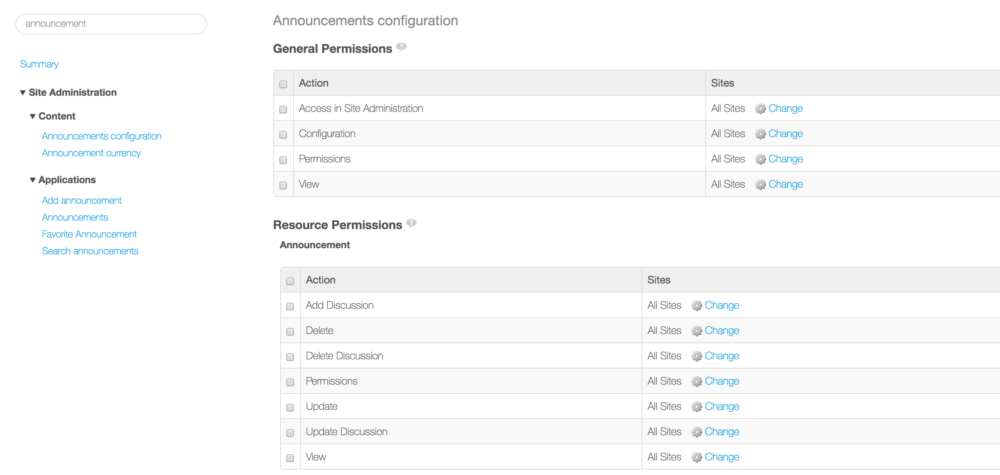 announcement
Summary
Site Administration
Content
Announcements configuration
Announcement currency
Applications
Add announcement
Announcements
Favorite Announcement
Search announcements
Announcements configuration
General Permissions ?
Action Sites
Access in Site Administration All Sites Change
Configuration All Sites Change
Permissions All Sites Change
View All Sites Change
Resource Permissions ?
Announcement
Action Sites
Add Discussion All Sites Change
Delete All Sites Change
Delete Discussion All Sites Change
Permissions All Sites Change
Update All Sites Change
Update Discussion All Sites Change
View All Sites Change